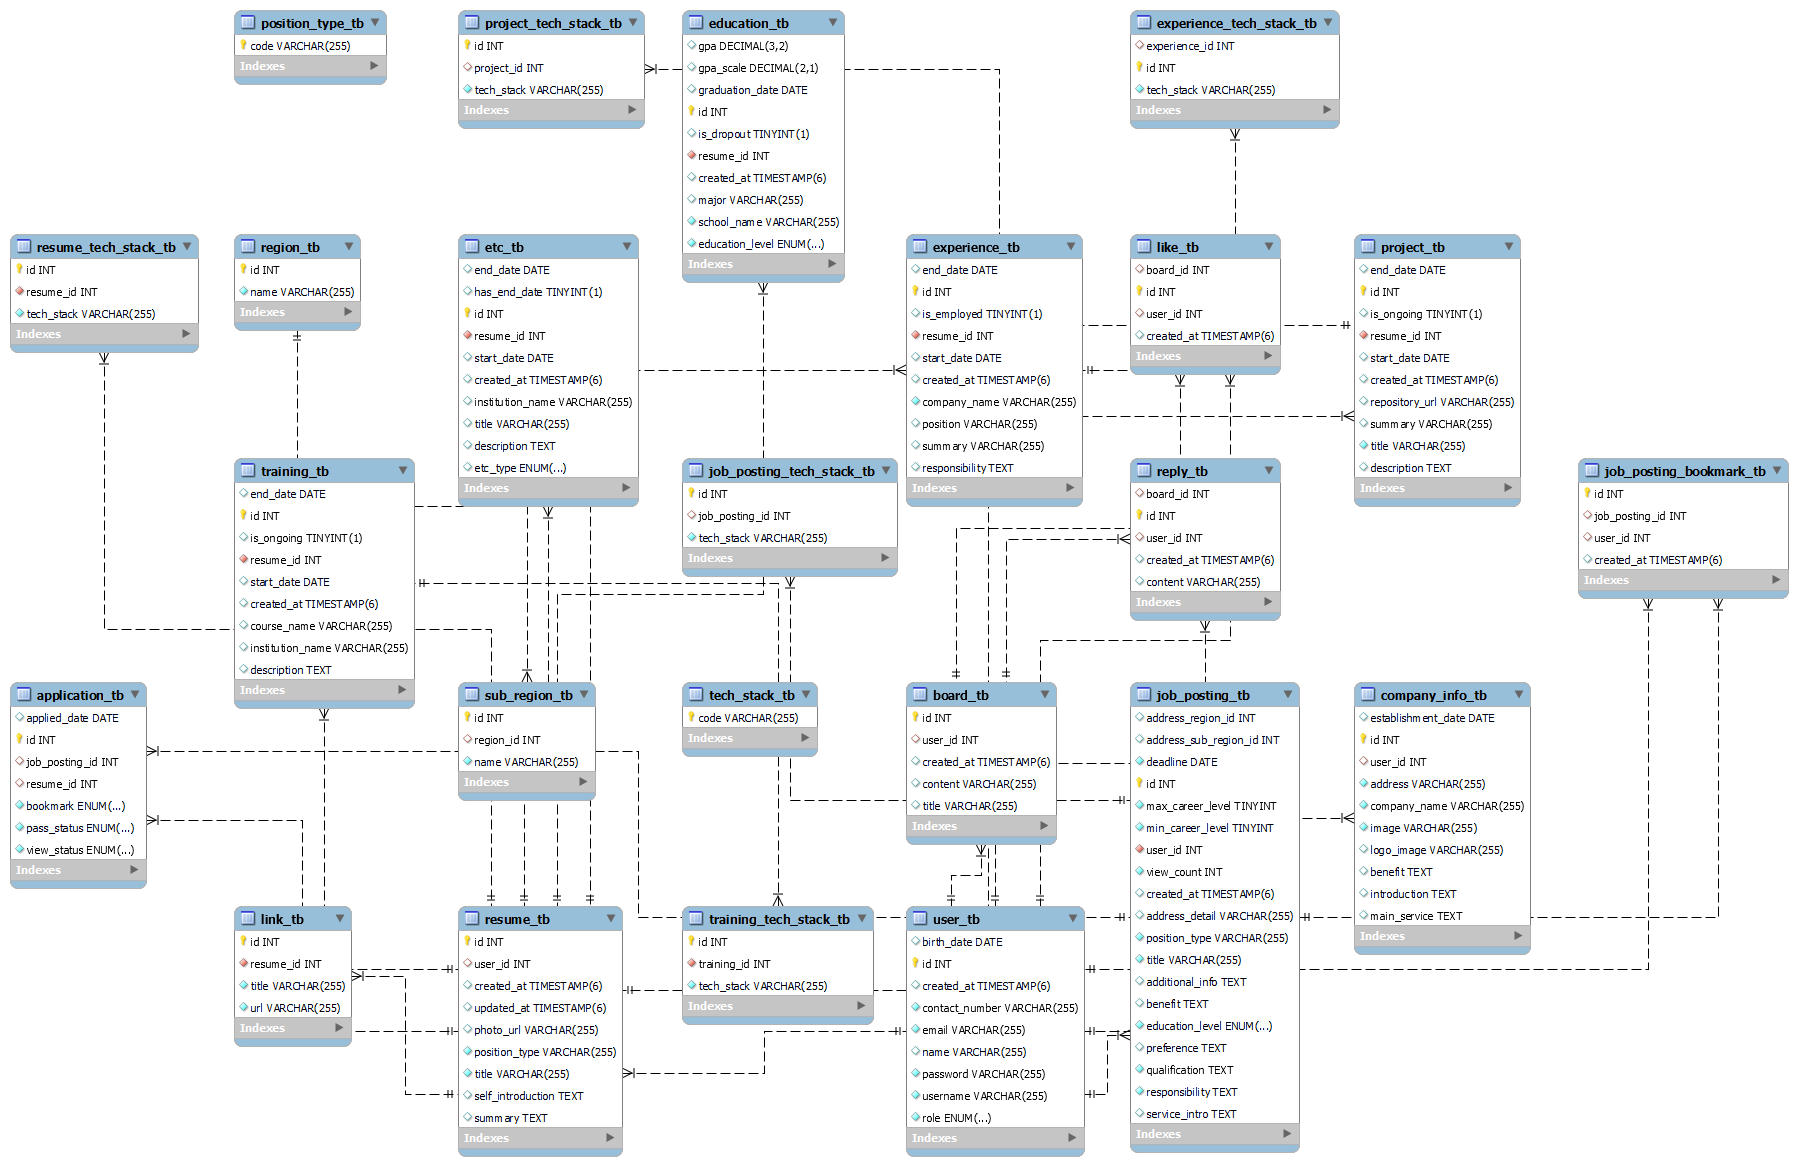 position_type_tb
code VARCHAR(255)
Indexes
project_tech_stack_tb
id INT
project_id INT
tech_stack VARCHAR(255)
Indexes
education_tb
gpa DECIMAL(3,2)
gpa_scale DECIMAL(2,1)
graduation_date DATE
id INT
is_dropout TINYINT(1)
resume_id INT
created_at TIMESTAMP(6)
major VARCHAR(255)
school_name VARCHAR(255)
education_level ENUM(...)
Indexes
experience_tech_stack_tb
experience_id INT
id INT
tech_stack VARCHAR(255)
Indexes
resume_tech_stack_tb
id INT
resume_id INT
tech_stack VARCHAR(255)
Indexes
region_tb
id INT
name VARCHAR(255)
Indexes
etc_tb
end_date DATE
has_end_date TINYINT(1)
id INT
resume_id INT
start_date DATE
created_at TIMESTAMP(6)
institution_name VARCHAR(255)
title VARCHAR(255)
description TEXT
etc_type ENUM(...)
Indexes
experience_tb
end_date DATE
id INT
is_employed TINYINT(1)
resume_id INT
start_date DATE
created_at TIMESTAMP(6)
company_name VARCHAR(255)
position VARCHAR(255)
summary VARCHAR(255)
responsibility TEXT
Indexes
like_tb
board_id INT
id INT
user_id INT
created_at TIMESTAMP(6)
Indexes
project_tb
end_date DATE
id INT
is_ongoing TINYINT(1)
resume_id INT
start_date DATE
created_at TIMESTAMP(6)
repository_url VARCHAR(255)
summary VARCHAR(255)
title VARCHAR(255)
description TEXT
Indexes
training_tb
end_date DATE
id INT
is_ongoing TINYINT(1)
resume_id INT
start_date DATE
created_at TIMESTAMP(6)
course_name VARCHAR(255)
institution_name VARCHAR(255)
description TEXT
Indexes
job_posting_tech_stack_tb
id INT
job_posting_id INT
tech_stack VARCHAR(255)
Indexes
reply_tb
board_id INT
id INT
user_id INT
created_at TIMESTAMP(6)
content VARCHAR(255)
Indexes
job_posting_bookmark_tb
id INT
job_posting_id INT
user_id INT
created_at TIMESTAMP(6)
Indexes
application_tb
applied_date DATE
id INT
job_posting_id INT
resume_id INT
bookmark ENUM(...)
pass_status ENUM(...)
view_status ENUM(...)
Indexes
sub_region_tb
id INT
region_id INT
name VARCHAR(255)
Indexes
tech_stack_tb
code VARCHAR(255)
Indexes
board_tb
id INT
user_id INT
created_at TIMESTAMP(6)
content VARCHAR(255)
title VARCHAR(255)
Indexes
job_posting_tb
address_region_id INT
address_sub_region_id INT
deadline DATE
id INT
max_career_level TINYINT
min_career_level TINYINT
user_id INT
view_count INT
created_at TIMESTAMP(6)
address_detail VARCHAR(255)
position_type VARCHAR(255)
title VARCHAR(255)
additional_info TEXT
benefit TEXT
education_level ENUM(...)
preference TEXT
qualification TEXT
responsibility TEXT
service_intro TEXT
Indexes
company_info_tb
establishment_date DATE
id INT
user_id INT
address VARCHAR(255)
company_name VARCHAR(255)
image VARCHAR(255)
logo_image VARCHAR(255)
benefit TEXT
introduction TEXT
main_service TEXT
Indexes
link_tb
id INT
resume_id INT
title VARCHAR(255)
url VARCHAR(255)
Indexes
resume_tb
id INT
user_id INT
created_at TIMESTAMP(6)
updated_at TIMESTAMP(6)
photo_url VARCHAR(255)
position_type VARCHAR(255)
title VARCHAR(255)
self_introduction TEXT
summary TEXT
Indexes
training_tech_stack_tb
id INT
training_id INT
tech_stack VARCHAR(255)
Indexes
user_tb
birth_date DATE
id INT
created_at TIMESTAMP(6)
contact_number VARCHAR(255)
email VARCHAR(255)
name VARCHAR(255)
password VARCHAR(255)
username VARCHAR(255)
role ENUM(...)
Indexes